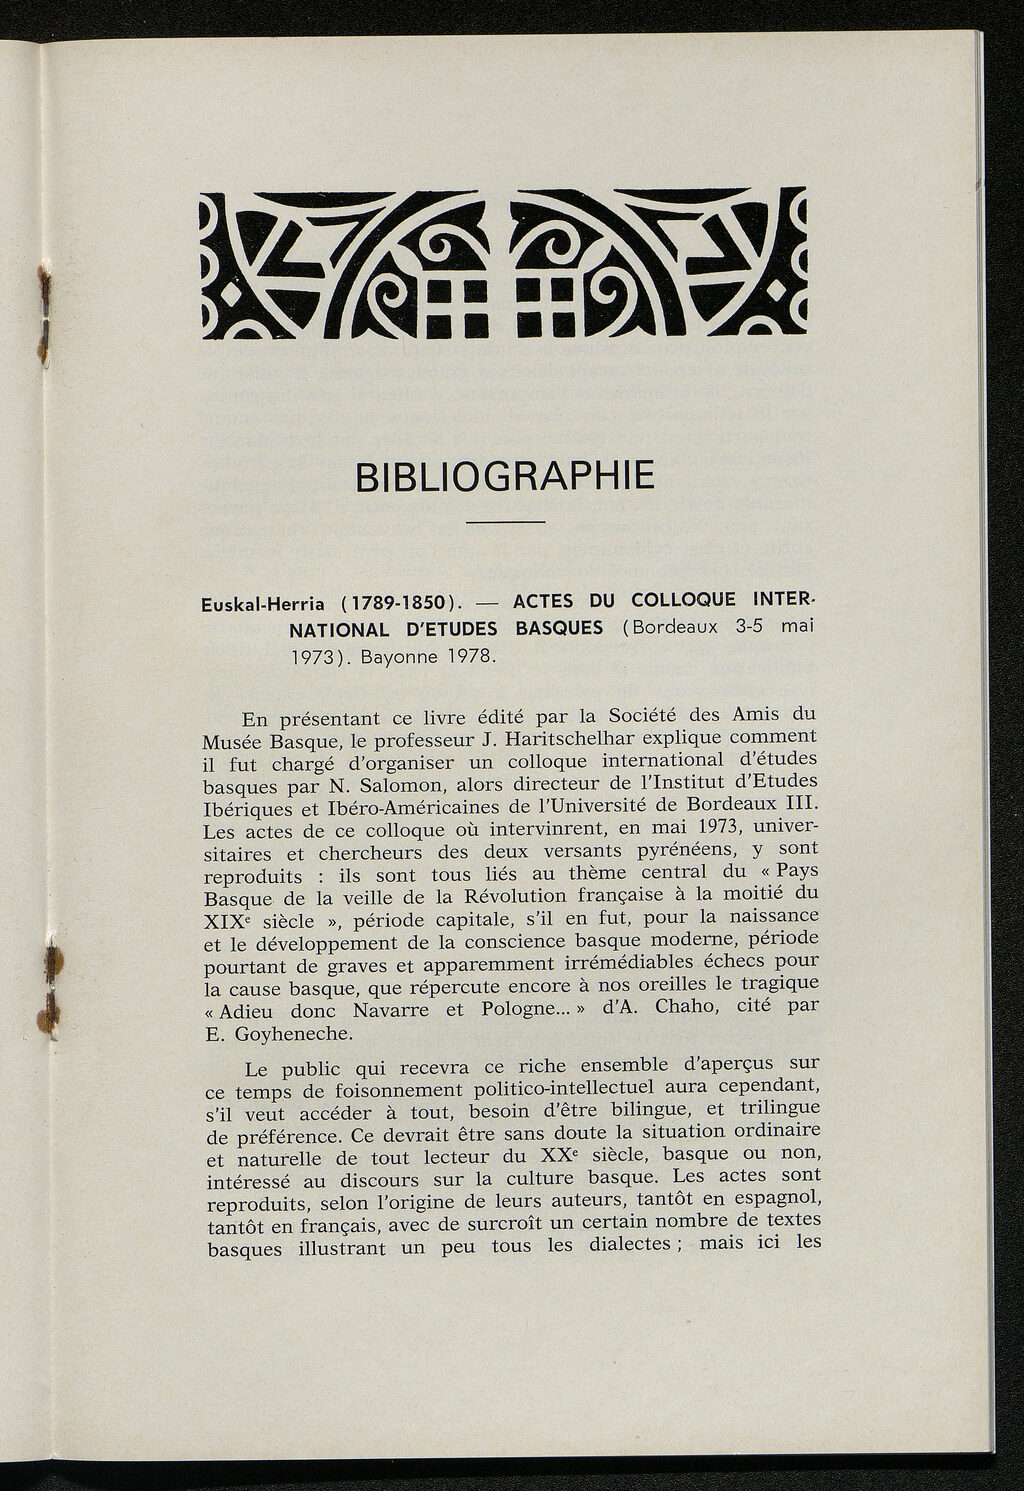 BIBLIOGRAPHIE
Euskal-Herria (1789-1850). — ACTES DU COLLOQUE INTER-
NATIONAL D'ETUDES BASQUES (Bordeaux 3-5 mai
1973). Bayonne 1978.
En présentant ce livre édité par la Société des Amis du
Musée Basque, le professeur J. Haritschelhar explique comment
il fut chargé d'organiser un colloque international d'études
basques par N. Salomon, alors directeur de l'Institut d'Etudes
Ibériques et Ibéro-Américaines de l'Université de Bordeaux III.
Les actes de ce colloque où intervinrent, en mai 1973, univer-
sitaires et chercheurs des deux versants pyrénéens, y sont
reproduits : ils sont tous liés au thème central du « Pays
Basque de la veille de la Révolution française à la moitié du
XIXe siècle », période capitale, s'il en fut, pour la naissance
et le développement de la conscience basque moderne, période
pourtant de graves et apparemment irrémédiables échecs pour
la cause basque, que répercute encore à nos oreilles le tragique
« Adieu donc Navarre et Pologne... » d'A. Chaho, cité par
E. Goyheneche.
Le public qui recevra ce riche ensemble d'aperçus sur
ce temps de foisonnement politico-intellectuel aura cependant,
s'il veut accéder à tout, besoin d'être bilingue, et trilingue
de préférence. Ce devrait être sans doute la situation ordinaire
et naturelle de tout lecteur du XXe siècle, basque ou non,
intéressé au discours sur la culture basque. Les actes sont
reproduits, selon l'origine de leurs auteurs, tantôt en espagnol,
tantôt en français, avec de surcroît un certain nombre de textes
basques illustrant un peu tous les dialectes ; mais ici les